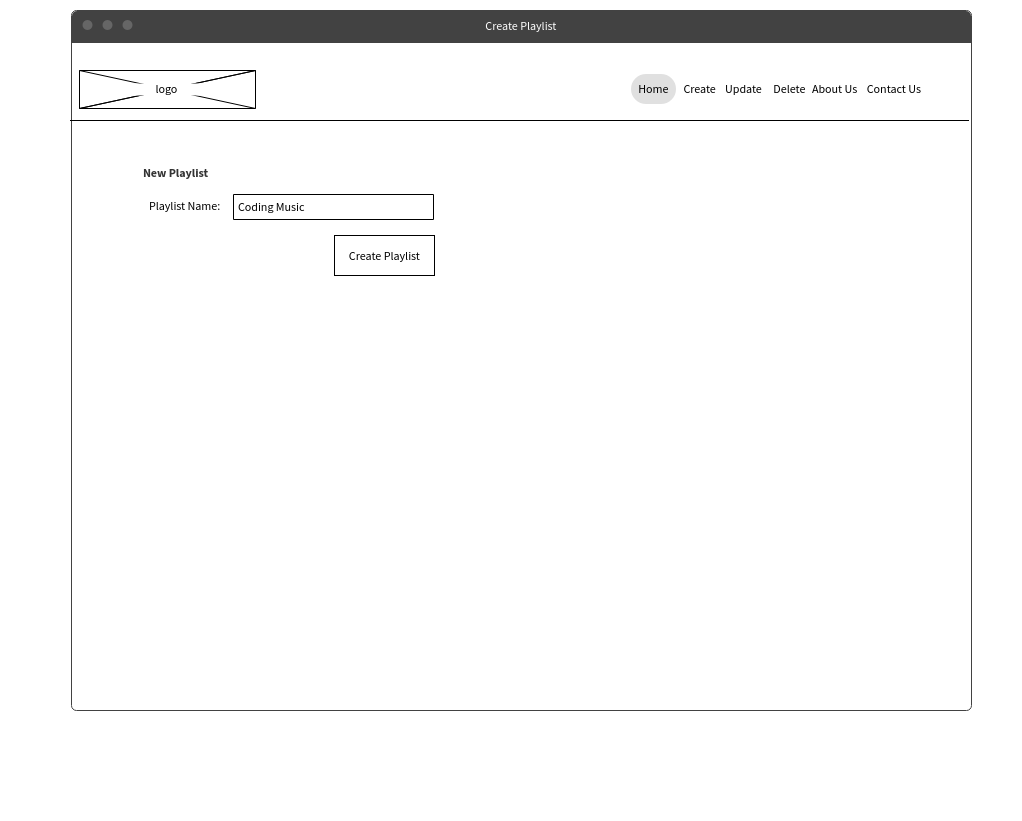 Create Playlist
logo
Home Create Update Delete About Us Contact Us
New Playlist
Playlist Name: Coding Music
Create Playlist